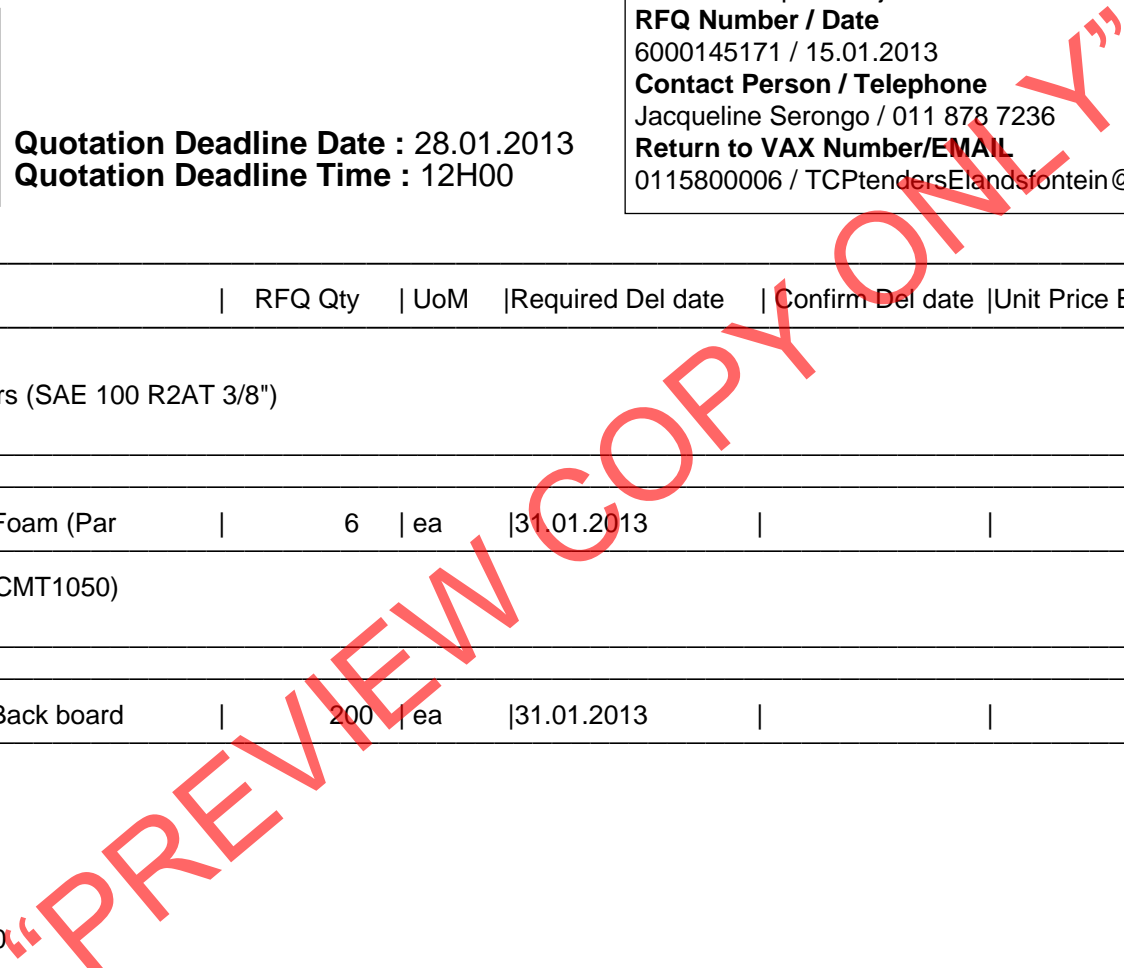 RFQ Number / Date
6000145171 / 15.01.2013
Contact Person / Telephone
Jacqueline Serongo / 011 878 7236
Return to VAX Number/EMAIL
0115800006 / TCPtendersElandsfontein@
Quotation Deadline Date : 28.01.2013
Quotation Deadline Time : 12H00
| RFQ Qty | UoM |Required Del date | Confirm Del date |Unit Price
rs (SAE 100 R2AT 3/8")
Foam (Par | 6 | ea |31.01.2013 | |
CMT1050)
Back board | 200 | ea |31.01.2013 | |
“PREVIEW COPY ONLY”